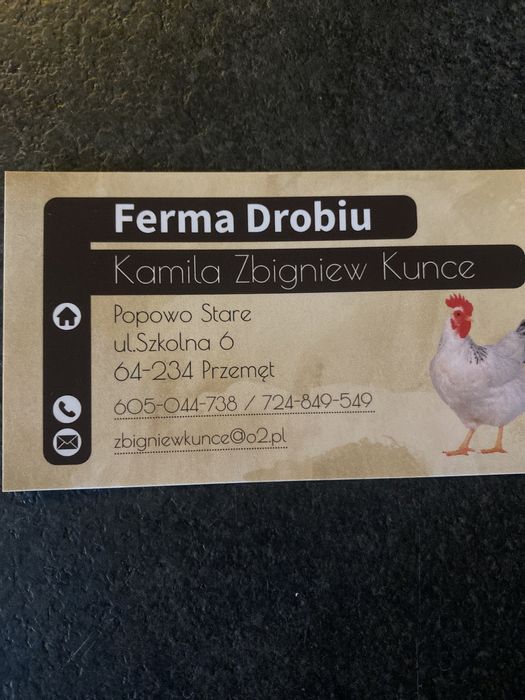 Ferma Drobiu
Kamila Zbigniew Kunce
Popowo Stare
ul.Szkolna 6
64-234 Przemęt
605-044-738 / 724-849-549
zbigniewkunce@o2.pl